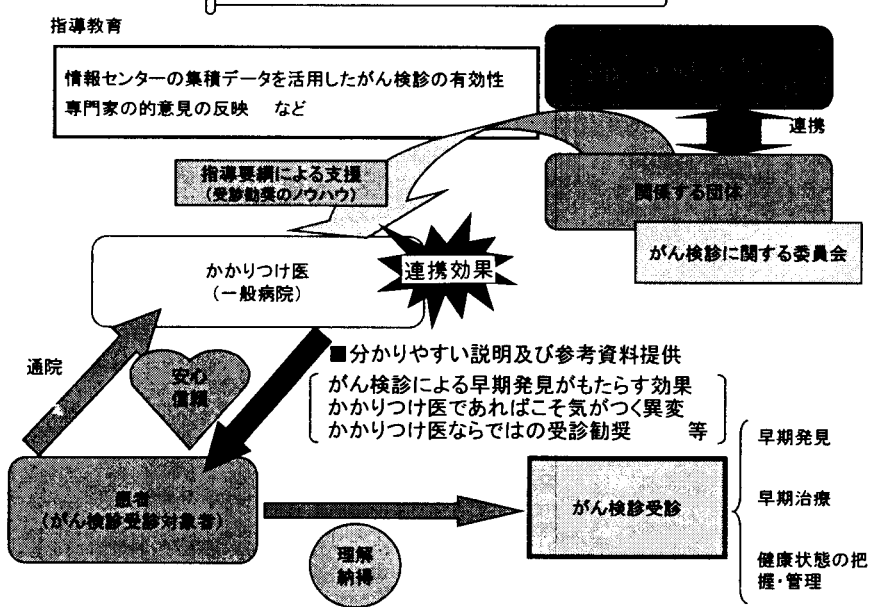 指導教育
情報センターの集積データを活用したがん検診の有効性
専門家の的意見の反映　など
連携
指導要綱による支援
(受診勧奨のノウハウ)
関係する団体
がん検診に関する委員会
かかりつけ医
(一般病院)
連携効果
通院
安心
信頼
■分かりやすい説明及び参考資料提供
がん検診による早期発見がもたらす効果
かかりつけ医であればこそ気がつく異変
かかりつけ医ならではの受診勧奨　　等
患者
(がん検診受診対象者)
理解
納得
がん検診受診
早期発見
早期治療
健康状態の把
握・管理